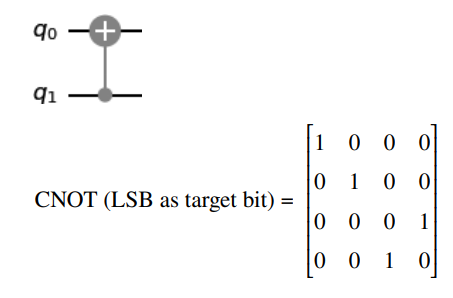 q0
q1
CNOT (LSB as target bit) =
1 0 0 0
0 1 0 0
0 0 0 1
0 0 1 0